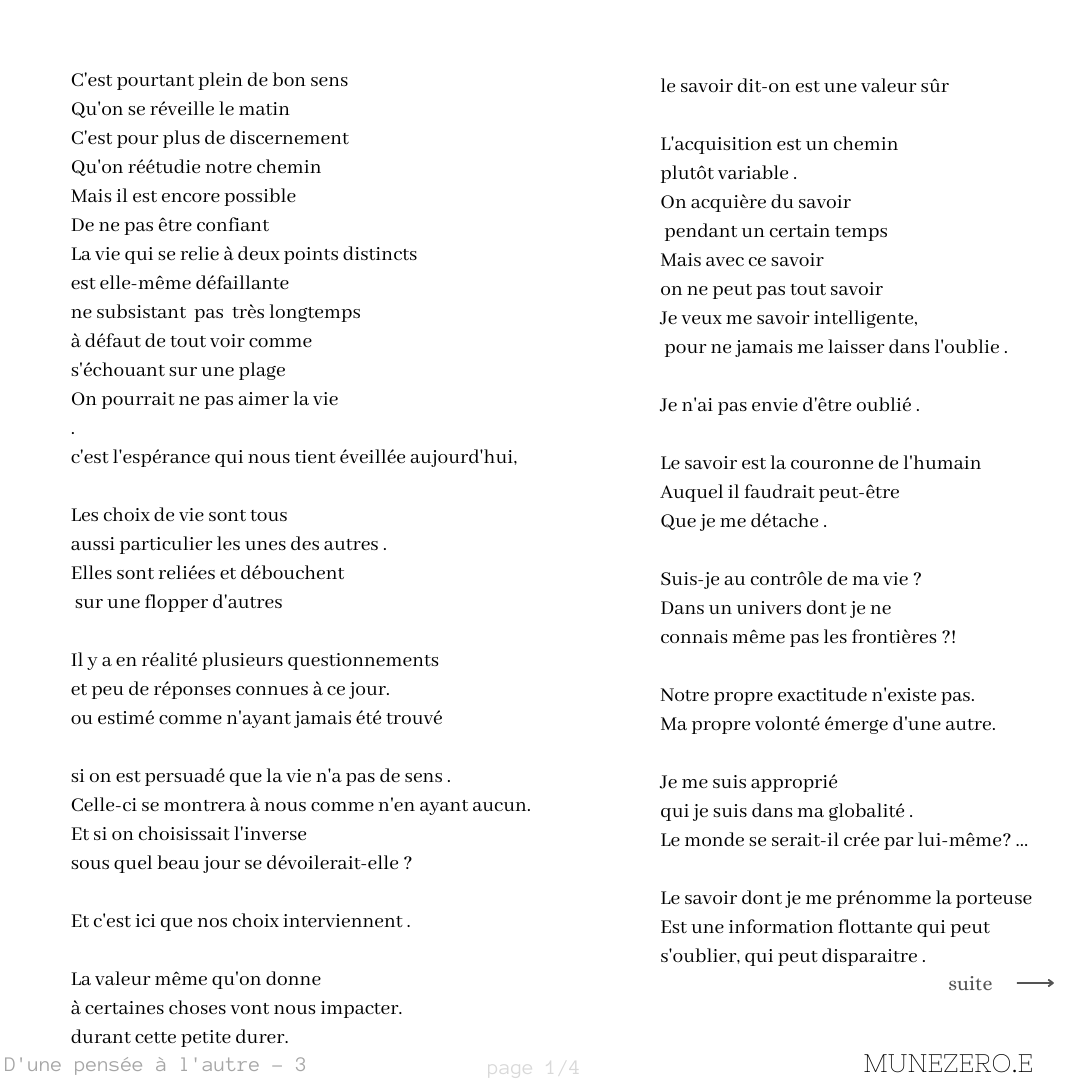 C'est pourtant plein de bon sens
Qu'on se réveille le matin
C'est pour plus de discernement
Qu'on réétudie notre chemin
Mais il est encore possible
De ne pas être confiant
La vie qui se relie à deux points distincts
est elle-même défaillante
ne subsistant pas très longtemps
à défaut de tout voir comme
s'échouant sur une plage
On pourrait ne pas aimer la vie
.
c'est l'espérance qui nous tient éveillée aujourd'hui,
Les choix de vie sont tous
aussi particulier les unes des autres .
Elles sont reliées et débouchent
sur une flopper d'autres
Il y a en réalité plusieurs questionnements
et peu de réponses connues à ce jour.
ou estimé comme n'ayant jamais été trouvé
si on est persuadé que la vie n'a pas de sens .
Celle-ci se montrera à nous comme n'en ayant aucun.
Et si on choisissait l'inverse
sous quel beau jour se dévoilerait-elle ?
Et c'est ici que nos choix interviennent .
La valeur même qu'on donne
à certaines choses vont nous impacter.
durant cette petite durer.
le savoir dit-on est une valeur sûr
L'acquisition est un chemin
plutôt variable .
On acquière du savoir
pendant un certain temps
Mais avec ce savoir
on ne peut pas tout savoir
Je veux me savoir intelligente,
pour ne jamais me laisser dans l'oublie .
Je n'ai pas envie d'être oublié .
Le savoir est la couronne de l'humain
Auquel il faudrait peut-être
Que je me détache .
Suis-je au contrôle de ma vie ?
Dans un univers dont je ne
connais même pas les frontières ?!
Notre propre exactitude n'existe pas.
Ma propre volonté émerge d'une autre.
Je me suis approprié
qui je suis dans ma globalité .
Le monde se serait-il crée par lui-même? ...
Le savoir dont je me prénomme la porteuse
Est une information flottante qui peut
s'oublier, qui peut disparaitre .
suite ⟶
D'une pensée à l'autre – 3
page 1/4
MUNEZERO.E